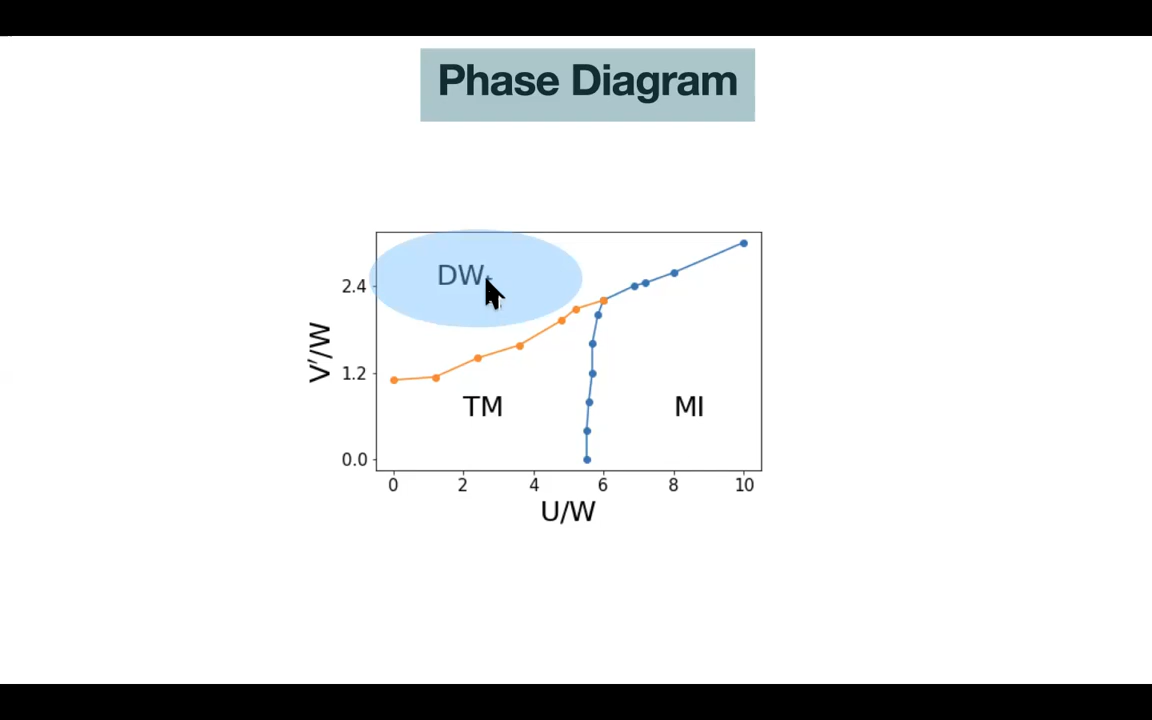 Phase Diagram
DW
2.4
1.2
0.0
V′/W
TM
MI
0 2 4 6 8 10
U/W